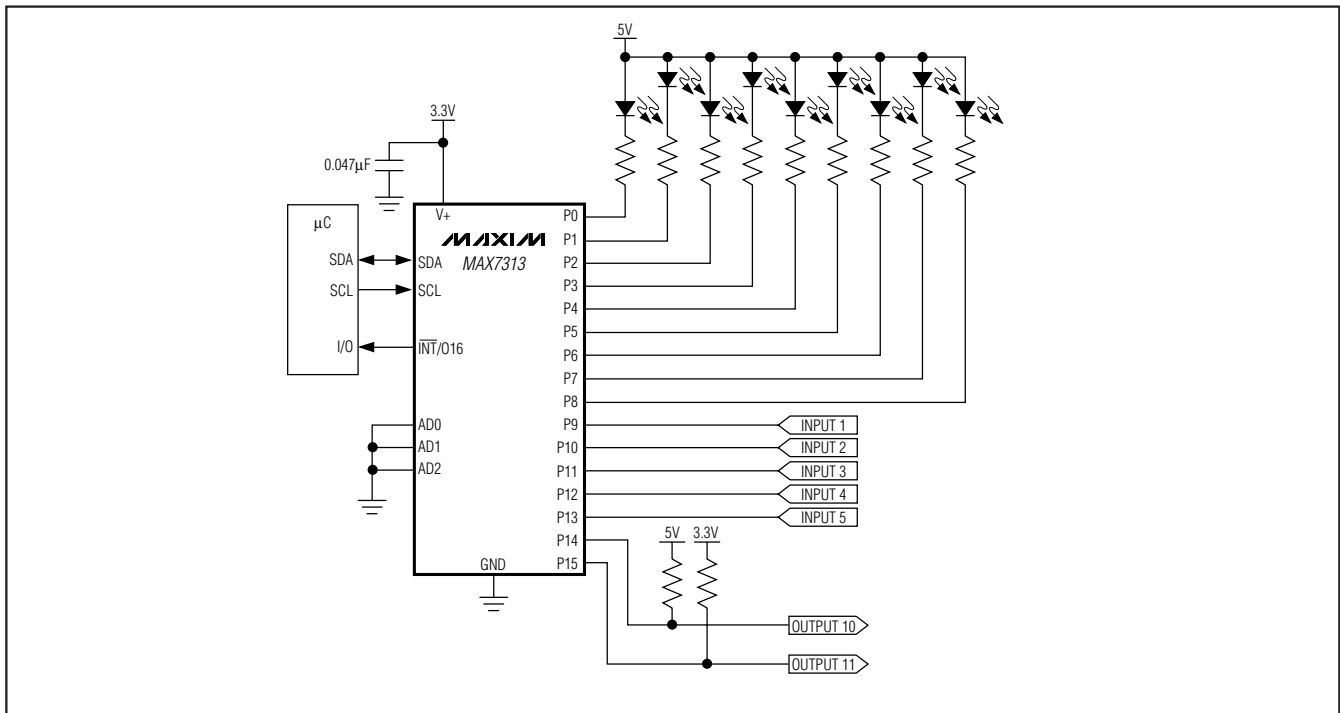 5V
3.3V
0.047μF
μC
SDA
SCL
I/O
V+
MAXIM
MAX7313
SDA
SCL
INT/O16
AD0
AD1
AD2
GND
P0
P1
P2
P3
P4
P5
P6
P7
P8
P9
P10
P11
P12
P13
P14
P15
INPUT 1
INPUT 2
INPUT 3
INPUT 4
INPUT 5
5V
3.3V
OUTPUT 10
OUTPUT 11